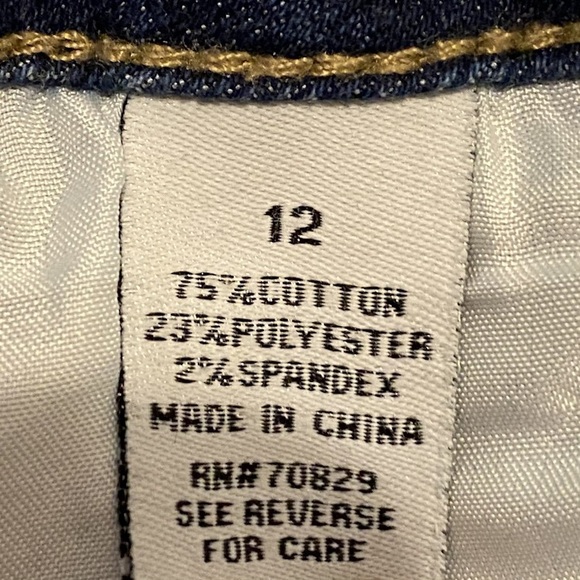 12
75%COTTON
23%POLYESTER
2%SPANDEX
MADE IN CHINA
RN#70829
SEE REVERSE
FOR CARE